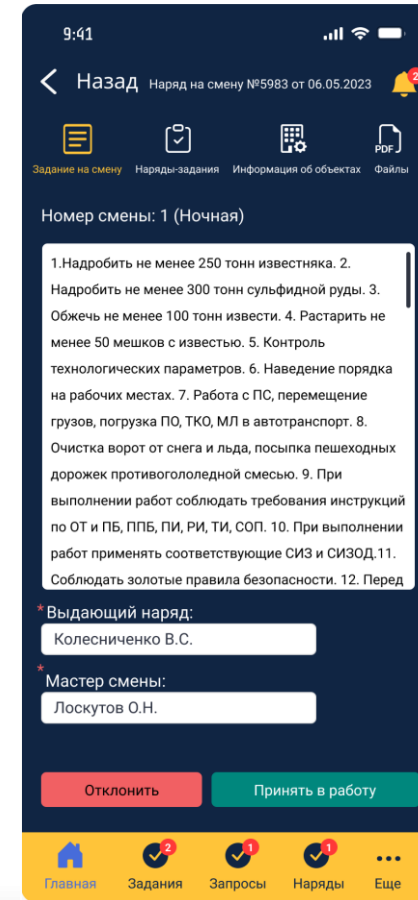 9:41
Назад Наряд на смену №5983 от 06.05.2023 2
Задание на смену Наряды-задания Информация об объектах PDF Файлы
Номер смены: 1 (Ночная)
1.Надробить не менее 250 тонн известняка. 2.
Надробить не менее 300 тонн сульфидной руды. 3.
Обжечь не менее 100 тонн извести. 4. Растарить не
менее 50 мешков с известью. 5. Контроль
технологических параметров. 6. Наведение порядка
на рабочих местах. 7. Работа с ПС, перемещение
грузов, погрузка ПО, ТКО, МЛ в автотранспорт. 8.
Очистка ворот от снега и льда, посыпка пешеходных
дорожек противогололедной смесью. 9. При
выполнении работ соблюдать требования инструкций
по ОТ и ПБ, ППБ, ПИ, РИ, ТИ, СОП. 10. При выполнении
работ применять соответствующие СИЗ и СИЗОД.11.
Соблюдать золотые правила безопасности. 12. Перед
*Выдающий наряд:
Колесниченко В.С.
*Мастер смены:
Лоскутов О.Н.
Отклонить Принять в работу
2 1 1
Главная Задания Запросы Наряды Еще